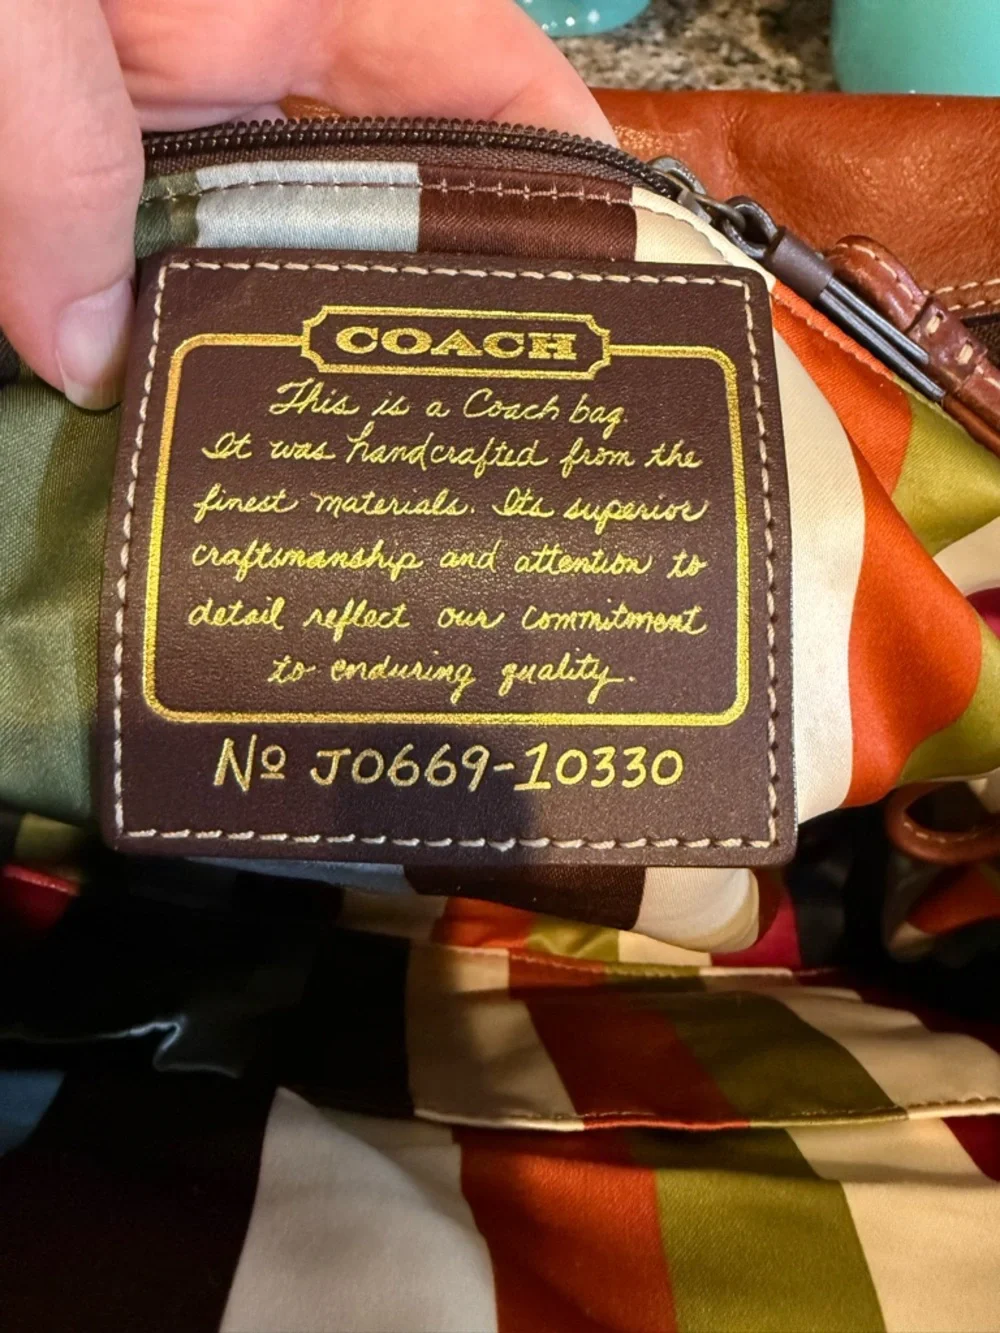 COACH
This is a Coach bag.
It was handcrafted from the
finest materials. Its superior
craftsmanship and attention to
detail reflect our commitment
to enduring quality.
Nº J0669-10330